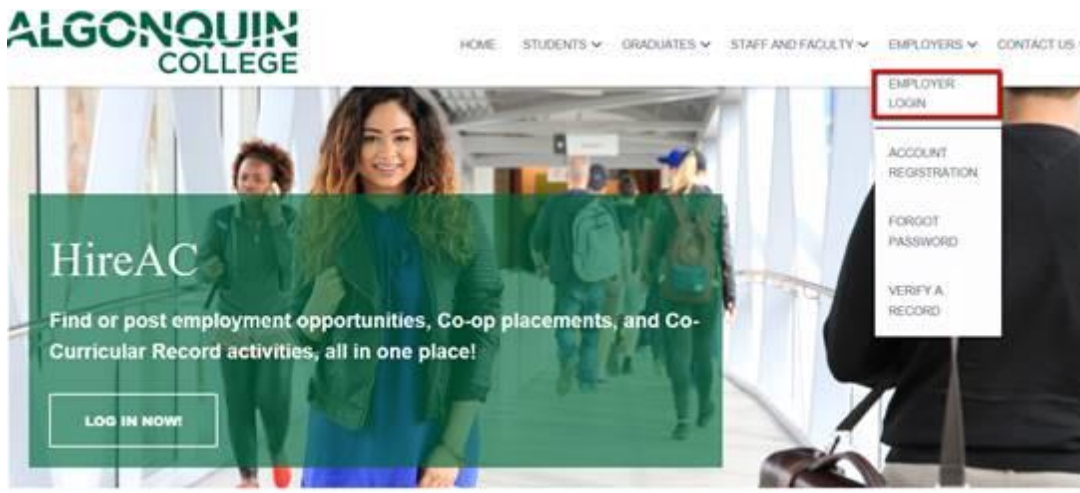 ALGONQUIN
COLLEGE
HOME STUDENTS GRADUATES STAFF AND FACULTY EMPLOYERS CONTACT US
EMPLOYER
LOGIN
ACCOUNT
REGISTRATION
FORGOT
PASSWORD
VERIFY A
RECORD
HireAC
Find or post employment opportunities, Co-op placements, and Co-
Curricular Record activities, all in one place!
LOG IN NOW!